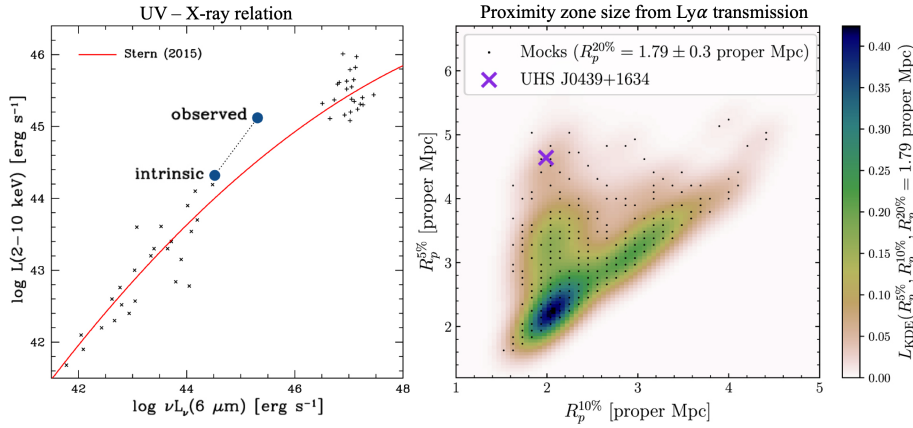 UV – X-ray relation
46
45
44
43
42
42
44
46
48
log L(2−10 keV) [erg s⁻¹]
log νLᵥ(6 μm) [erg s⁻¹]
Stern (2015)
observed
intrinsic
Proximity zone size from Lyα transmission
Mocks (R_p^{20%} = 1.79 ± 0.3 proper Mpc)
UHS J0439+1634
6
5
4
3
2
1
2
3
4
5
R_p^{5%} [proper Mpc]
R_p^{10%} [proper Mpc]
0.40
0.35
0.30
0.25
0.20
0.15
0.10
0.05
0.00
L_KDE(R_p^{5%}, R_p^{10%}, R_p^{20%} = 1.79 proper Mpc)